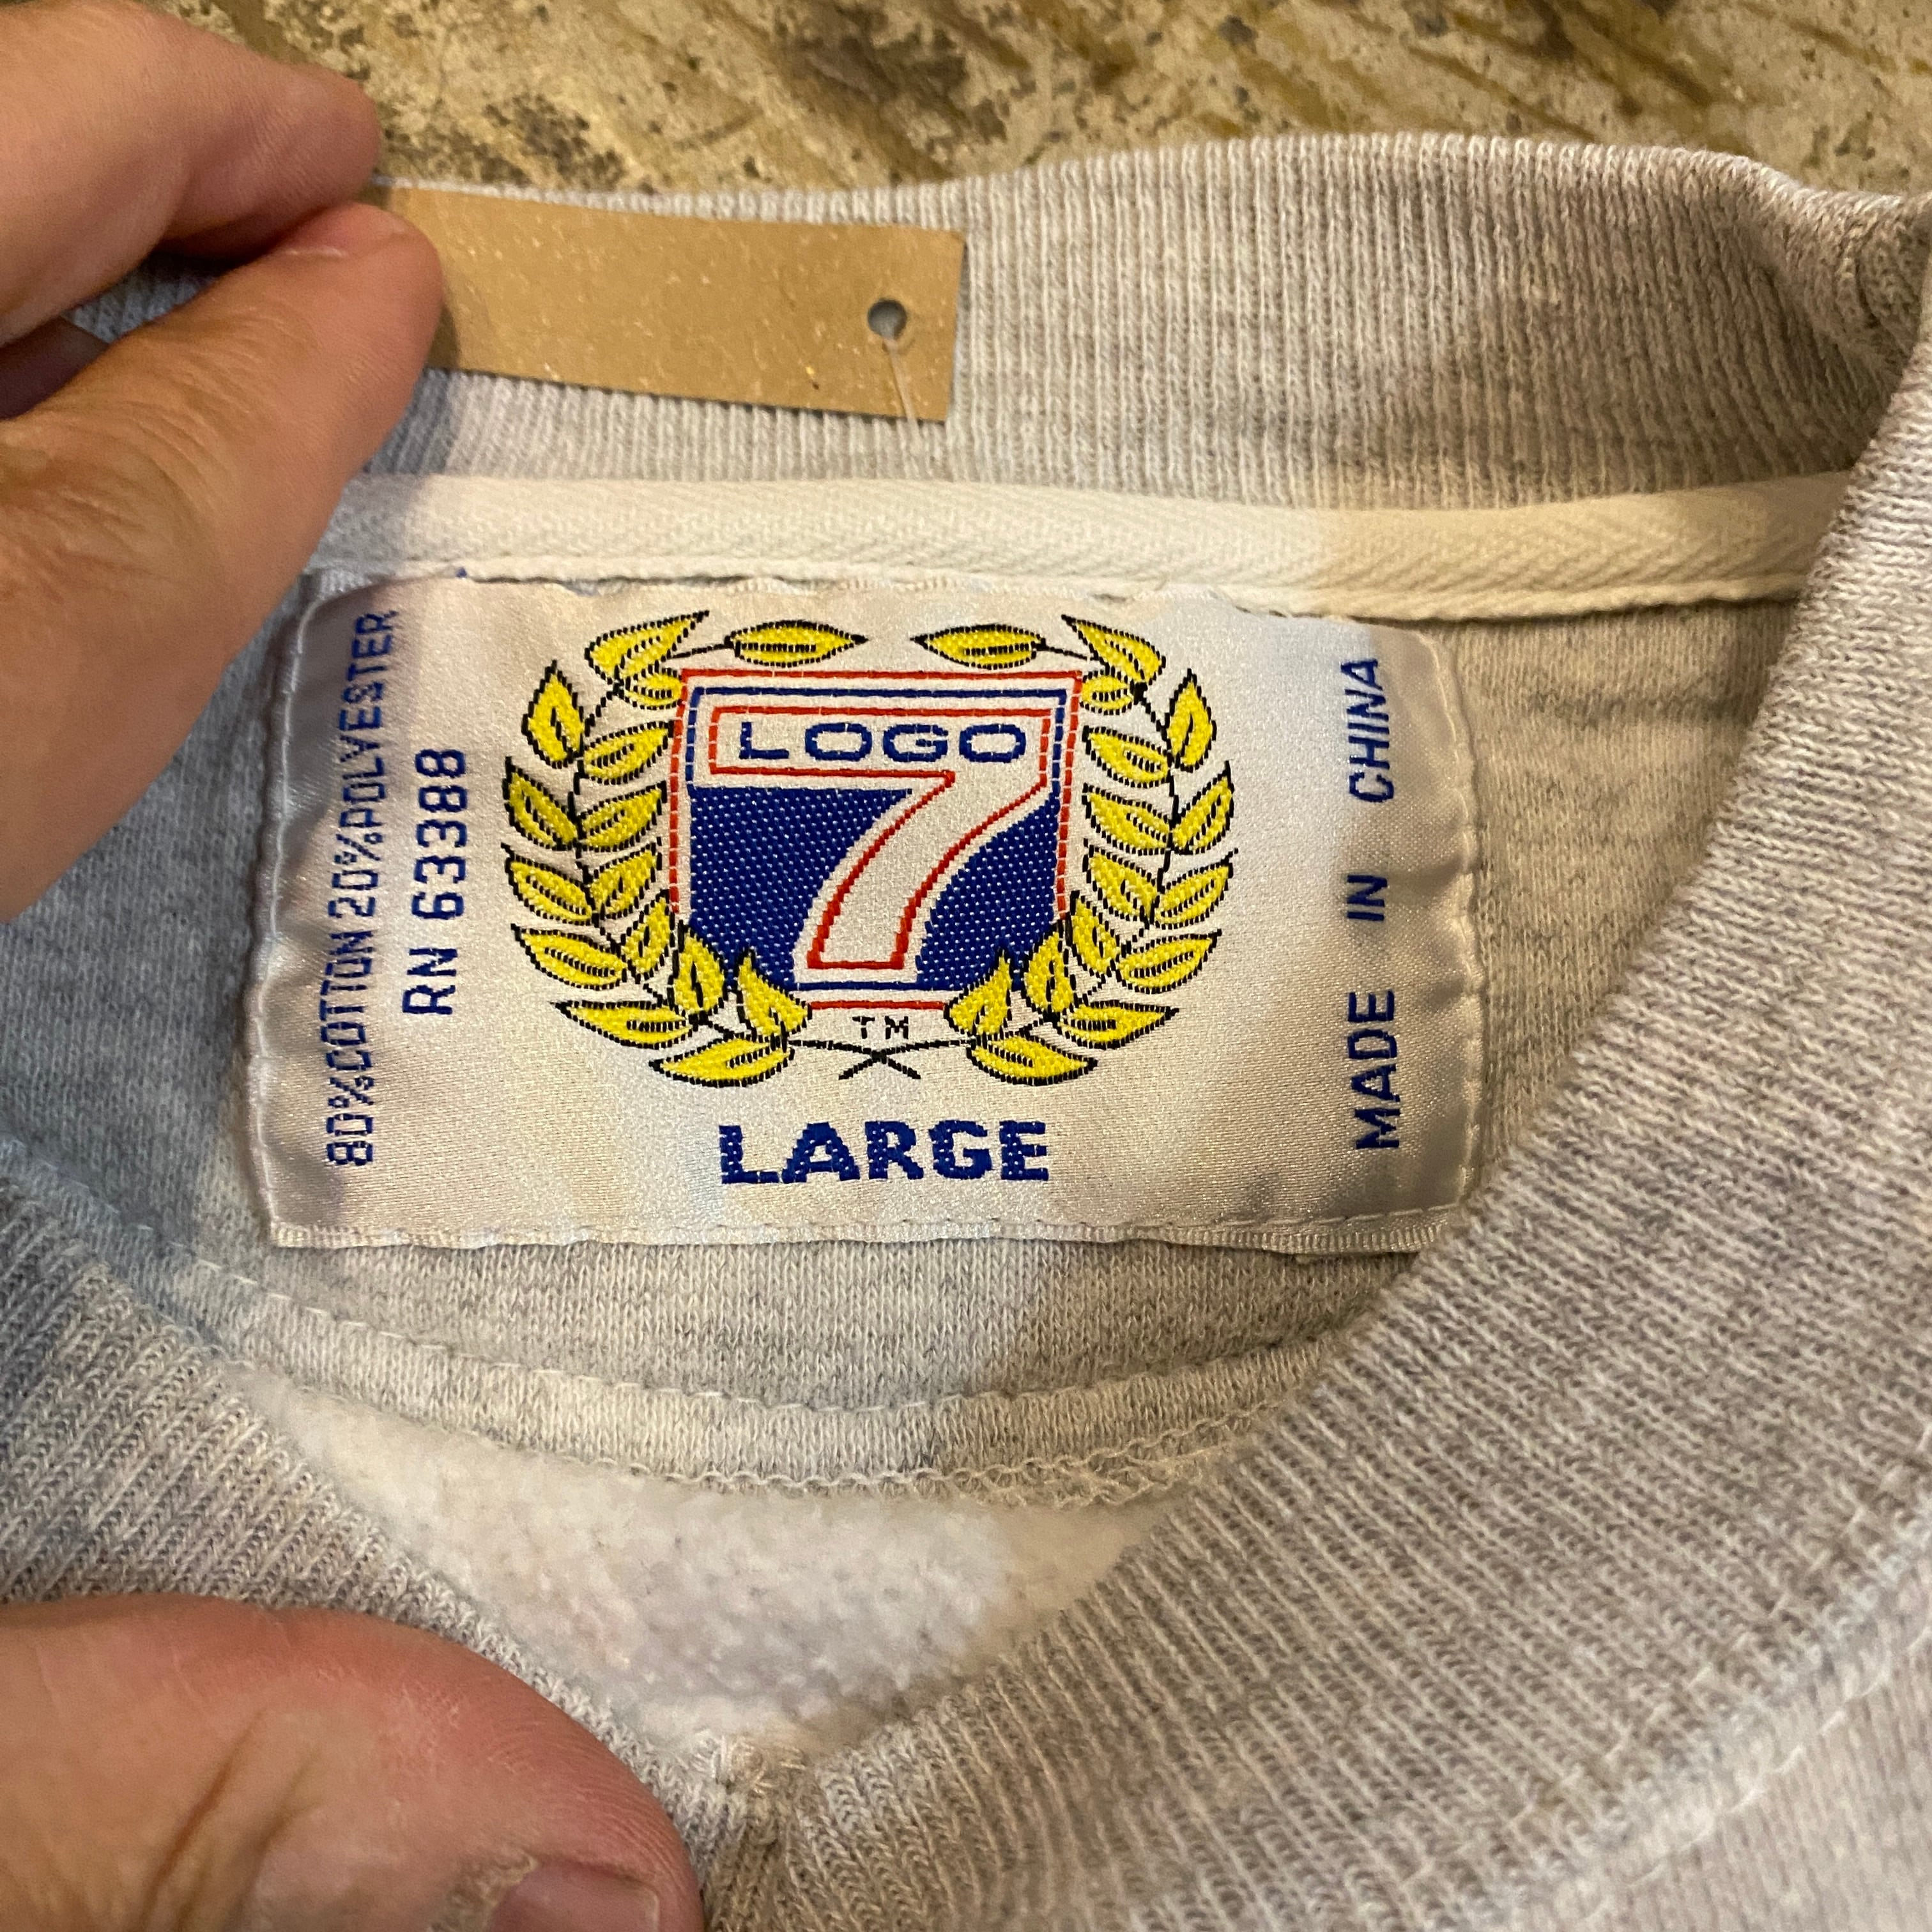 80%COTTON 20%POLYESTER
RN 63388
LOGO
7
TM
LARGE
MADE IN CHINA